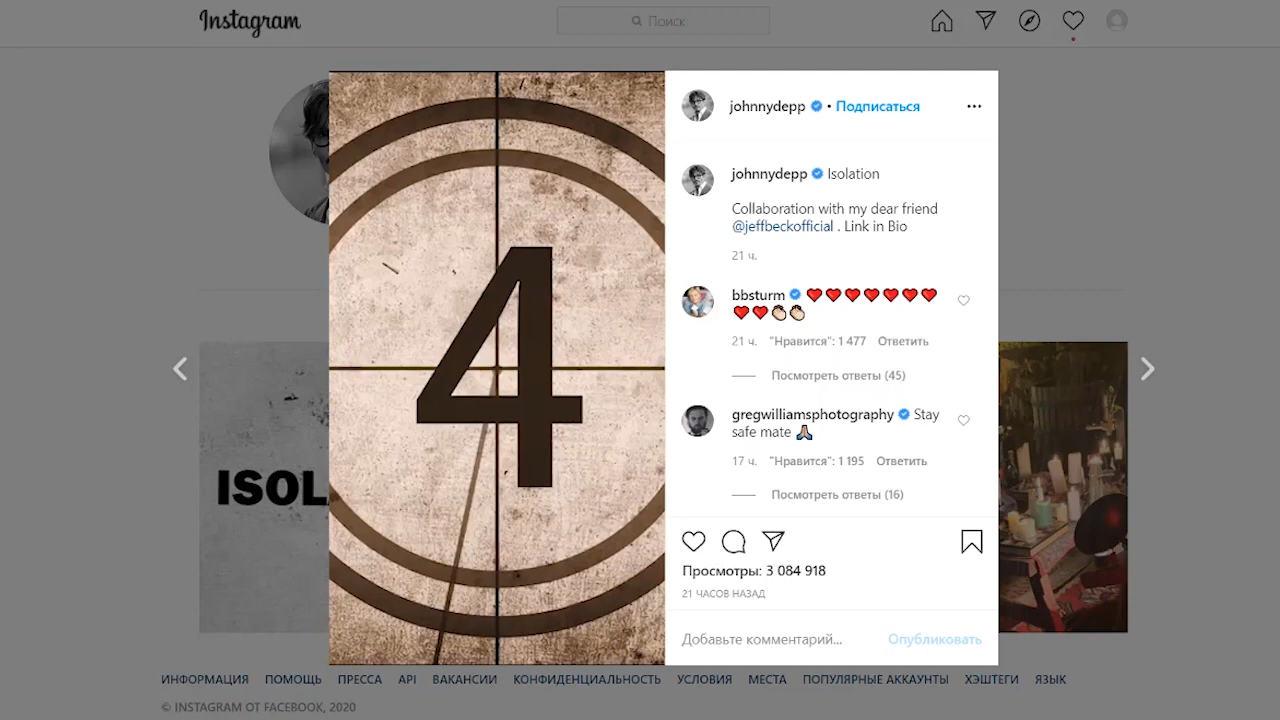 Instagram
Поиск
johnnydepp • Подписаться
johnnydepp Isolation
Collaboration with my dear friend
@jeffbeckofficial . Link in Bio
21 ч.
bbsturm ❤❤❤❤❤❤❤
❤❤👏🏻👏🏻
21 ч. "Нравится": 1 477 Ответить
Посмотреть ответы (45)
gregwilliamsphotography Stay
safe mate 🙏🏽
17 ч. "Нравится": 1 195 Ответить
Посмотреть ответы (16)
4
ISOL
Просмотры: 3 084 918
21 ЧАСОВ НАЗАД
Добавьте комментарий... Опубликовать
ИНФОРМАЦИЯ ПОМОЩЬ ПРЕССА API ВАКАНСИИ КОНФИДЕНЦИАЛЬНОСТЬ УСЛОВИЯ МЕСТА ПОПУЛЯРНЫЕ АККАУНТЫ ХЭШТЕГИ ЯЗЫК
© INSTAGRAM ОТ FACEBOOK, 2020